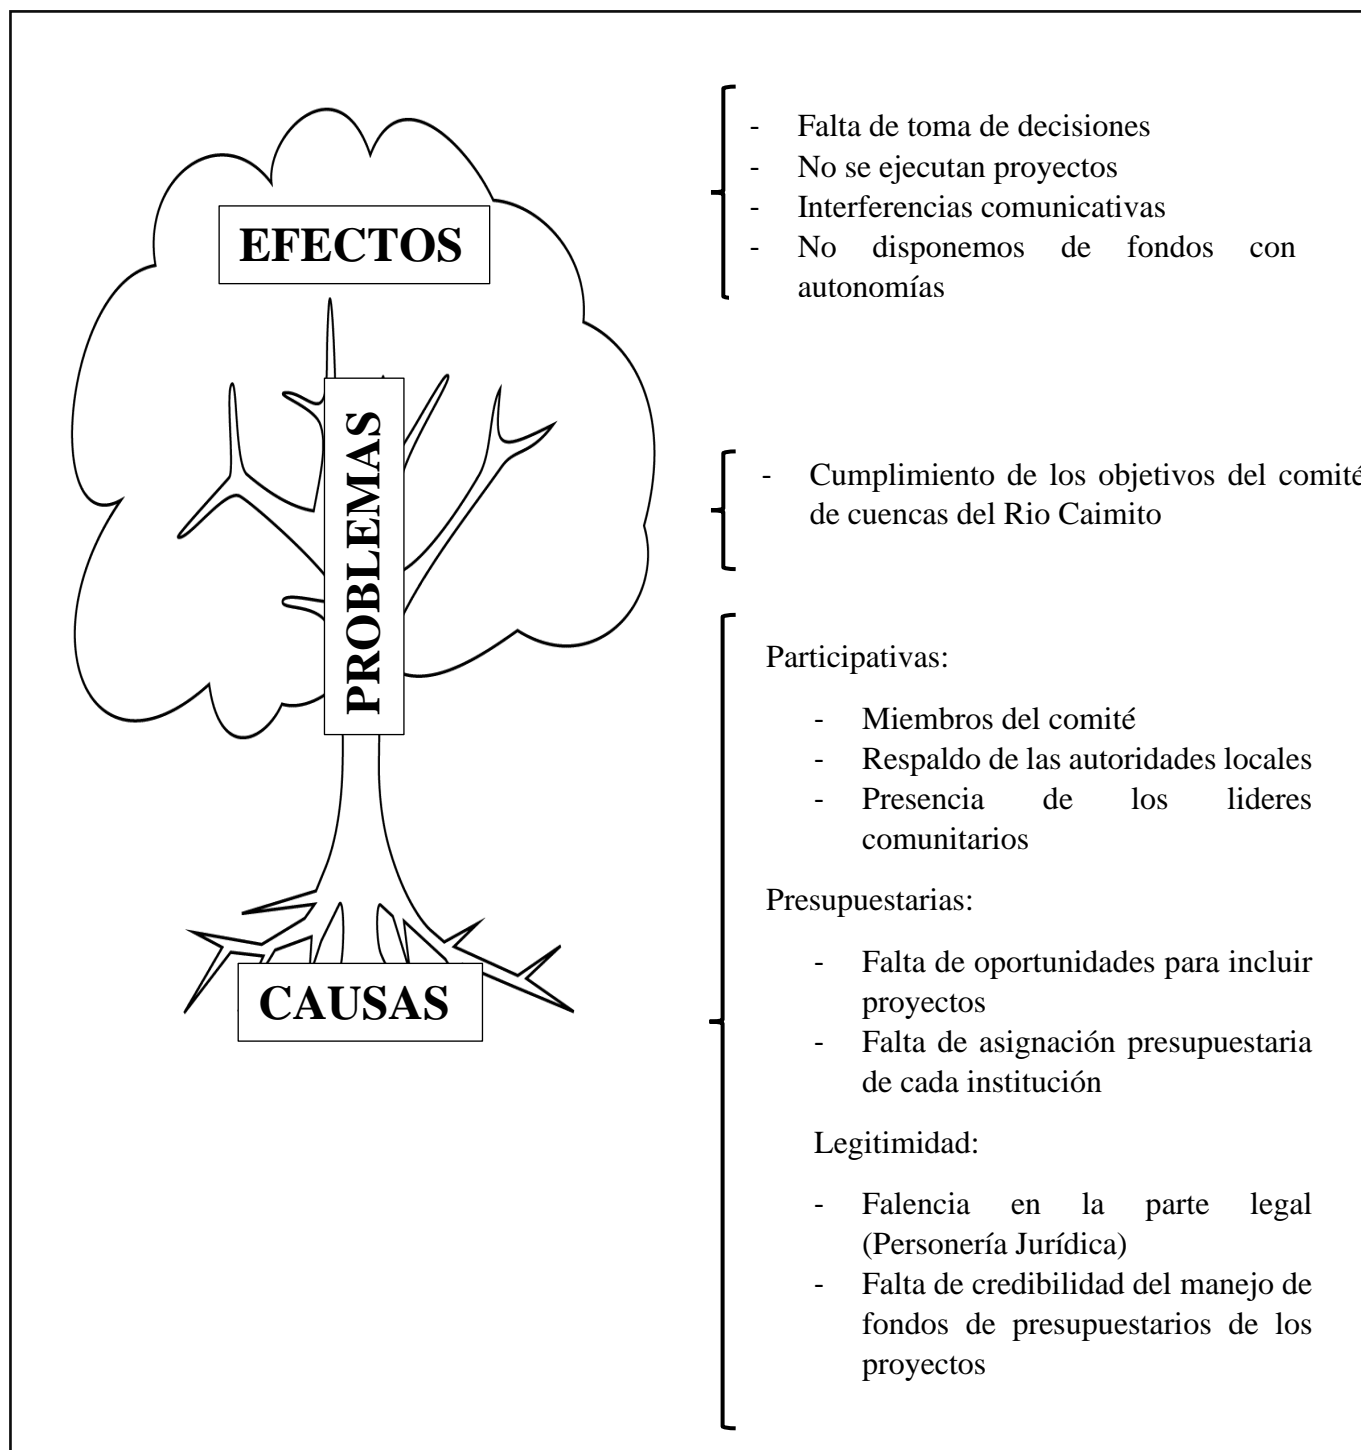 EFECTOS
- Falta de toma de decisiones
- No se ejecutan proyectos
- Interferencias comunicativas
- No disponemos de fondos con
autonomías
PROBLEMAS
- Cumplimiento de los objetivos del comité
de cuencas del Rio Caimito
CAUSAS
Participativas:
- Miembros del comité
- Respaldo de las autoridades locales
- Presencia de los lideres
comunitarios
Presupuestarias:
- Falta de oportunidades para incluir
proyectos
- Falta de asignación presupuestaria
de cada institución
Legitimidad:
- Falencia en la parte legal
(Personería Jurídica)
- Falta de credibilidad del manejo de
fondos de presupuestarios de los
proyectos